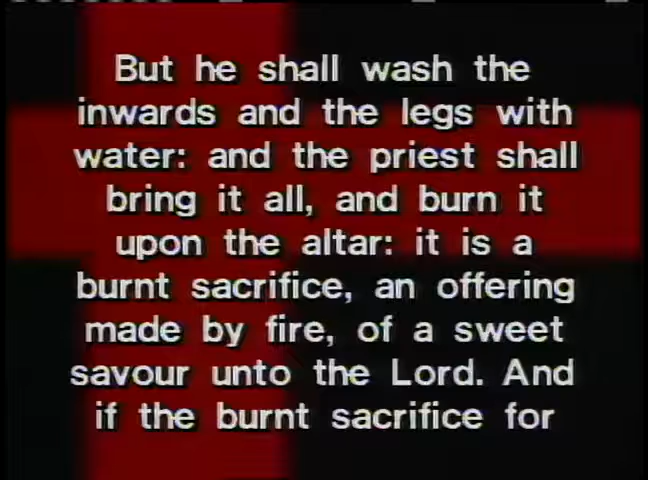 But he shall wash the
inwards and the legs with
water: and the priest shall
bring it all, and burn it
upon the altar: it is a
burnt sacrifice, an offering
made by fire, of a sweet
savour unto the Lord. And
if the burnt sacrifice for